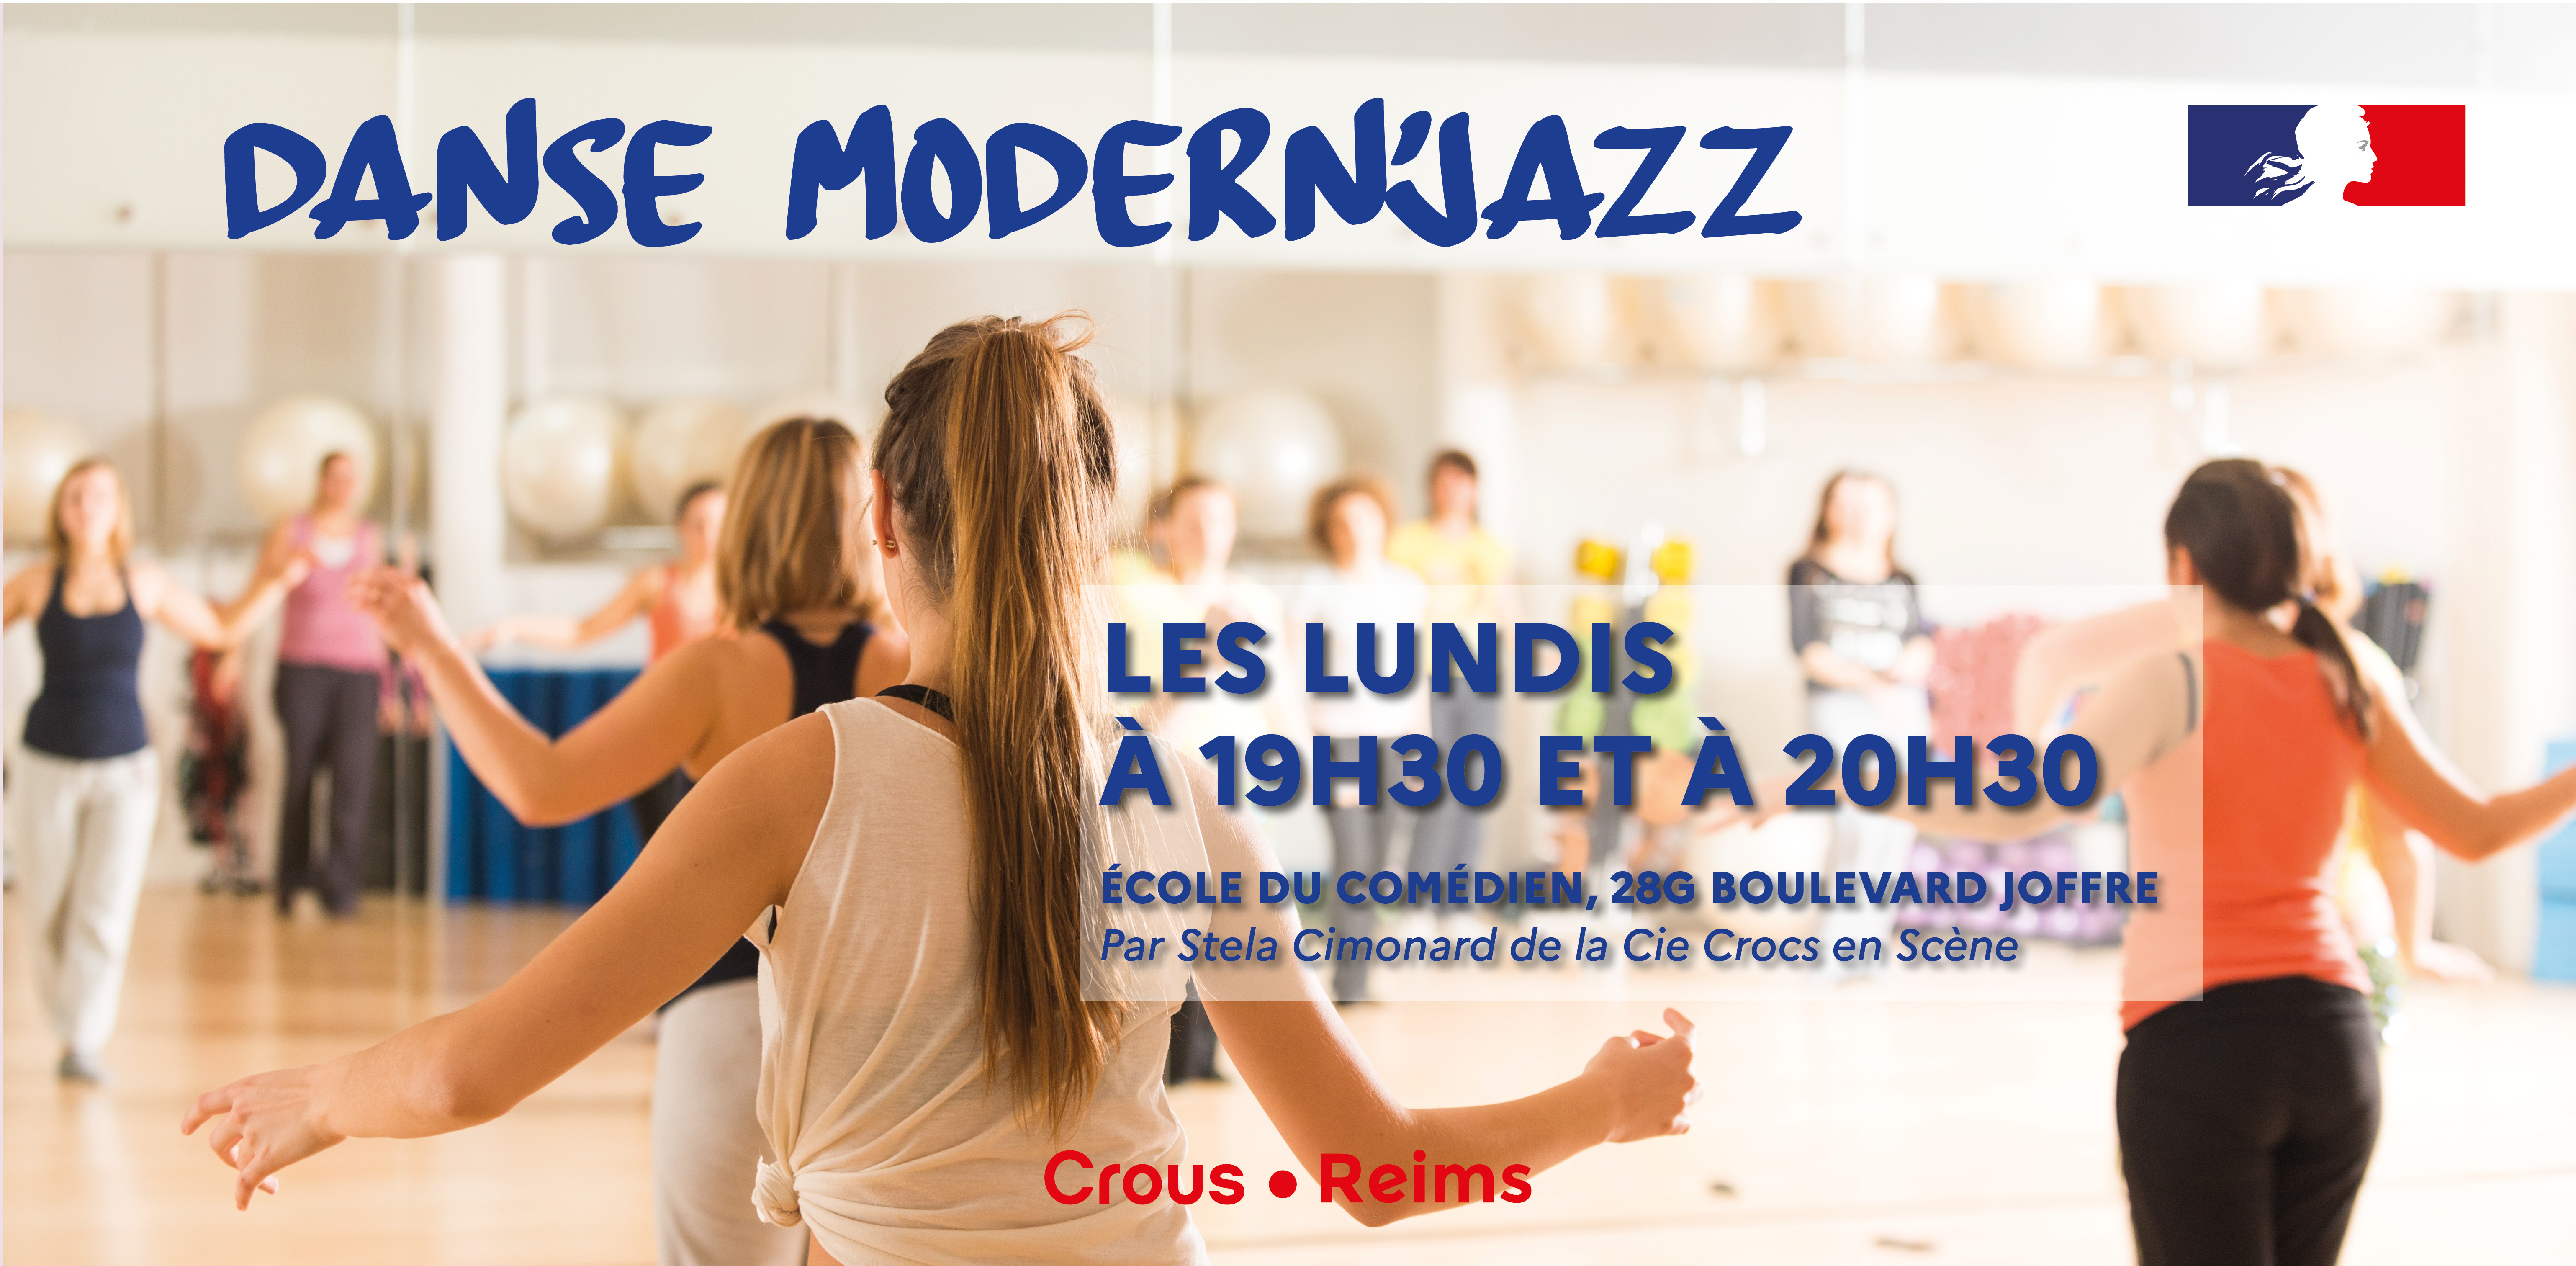 DANSE MODERN'JAZZ
LES LUNDIS
À 19H30 ET À 20H30
ÉCOLE DU COMÉDIEN, 28G BOULEVARD JOFFRE
Par Stela Cimonard de la Cie Crocs en Scène
Crous • Reims